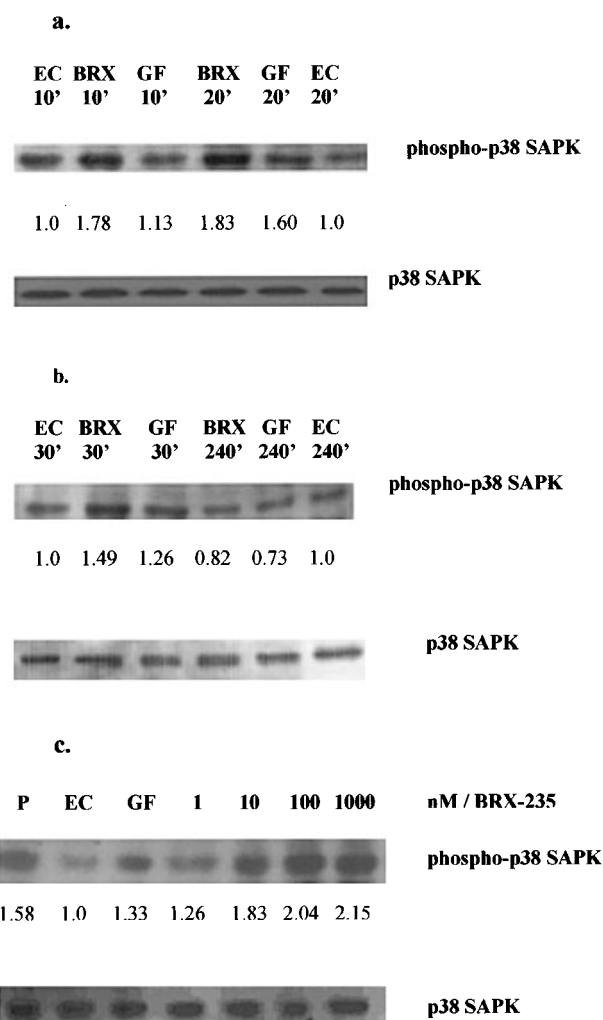 a.
EC BRX GF BRX GF EC
10’ 10’ 10’ 20’ 20’ 20’
phospho-p38 SAPK
1.0 1.78 1.13 1.83 1.60 1.0
p38 SAPK
b.
EC BRX GF BRX GF EC
30’ 30’ 30’ 240’ 240’ 240’
phospho-p38 SAPK
1.0 1.49 1.26 0.82 0.73 1.0
p38 SAPK
c.
P EC GF 1 10 100 1000 nM / BRX-235
phospho-p38 SAPK
1.58 1.0 1.33 1.26 1.83 2.04 2.15
p38 SAPK